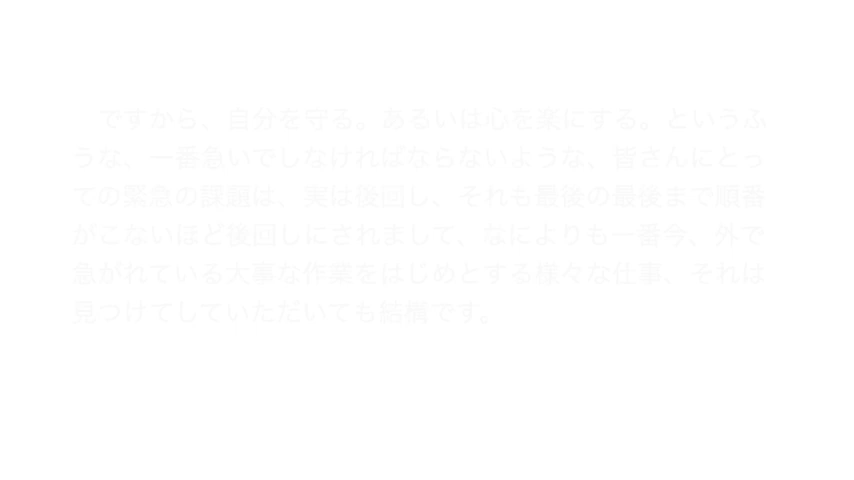 ですから、自分を守る。あるいは心を楽にする。というふ
うな、一番急いでしなければならないような、皆さんにとっ
ての緊急の課題は、実は後回し、それも最後の最後まで順番
がこないほど後回しにされまして、なによりも一番今、外で
急がれている大事な作業をはじめとする様々な仕事、それは
見つけてしていただいても結構です。